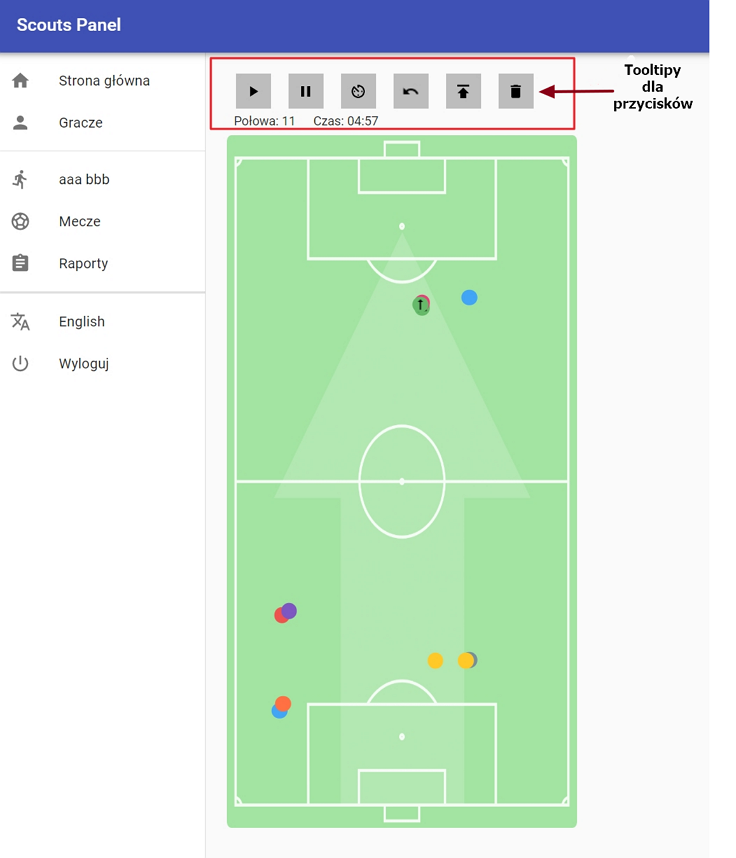 Scouts Panel
Strona główna
Gracze
aaa bbb
Mecze
Raporty
English
Wyloguj
Połowa: 11 Czas: 04:57
Tooltipy
dla
przycisków